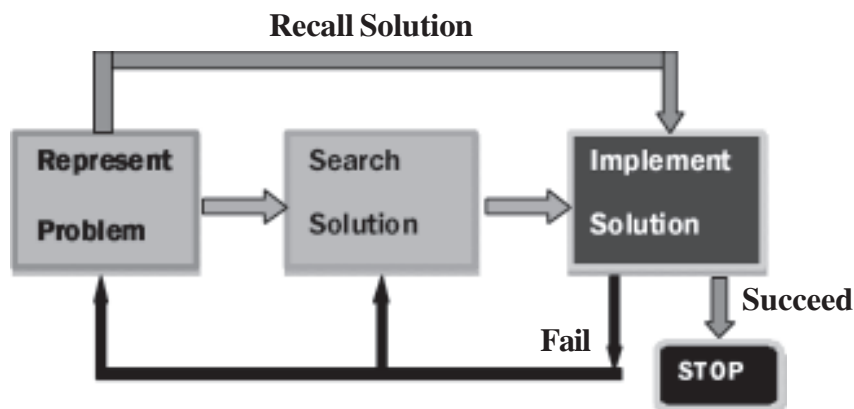 Recall Solution
Represent
Problem
Search
Solution
Implement
Solution
Succeed
Fail
STOP